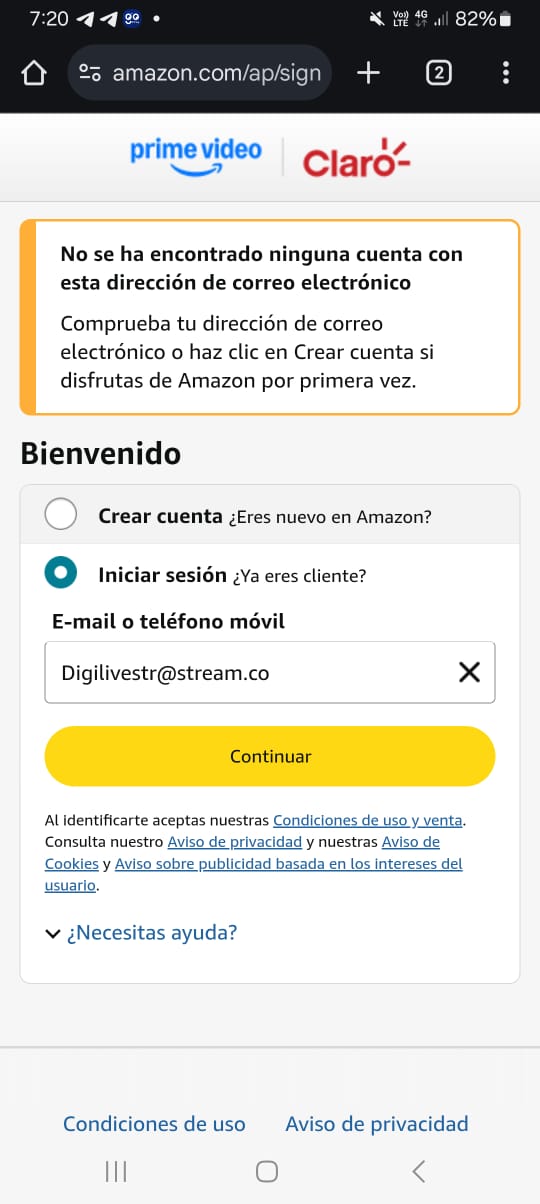 7:20 go Vo)) LTE 4G 82%
amazon.com/ap/sign 2
prime video Claro
No se ha encontrado ninguna cuenta con
esta dirección de correo electrónico
Comprueba tu dirección de correo
electrónico o haz clic en Crear cuenta si
disfrutas de Amazon por primera vez.
Bienvenido
Crear cuenta ¿Eres nuevo en Amazon?
Iniciar sesión ¿Ya eres cliente?
E-mail o teléfono móvil
Digilivestr@stream.co
Continuar
Al identificarte aceptas nuestras Condiciones de uso y venta.
Consulta nuestro Aviso de privacidad y nuestras Aviso de
Cookies y Aviso sobre publicidad basada en los intereses del
usuario.
¿Necesitas ayuda?
Condiciones de uso Aviso de privacidad